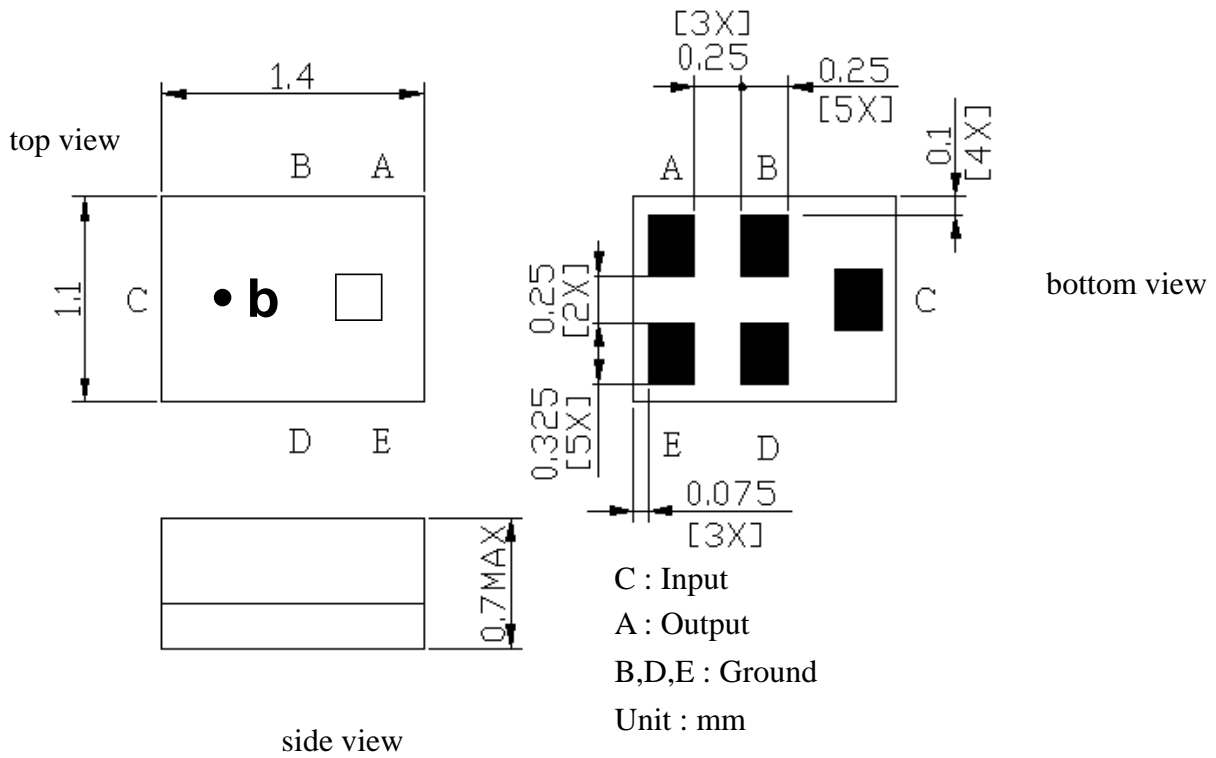 [3X]
0.25
1.4
0.25
[5X]
0.1
[4X]
top view
B A
A B
1.1
C
b
0.25
[2X]
C
bottom view
D E
0.325
[5X]
E D
0.075
[3X]
0.7MAX
C : Input
A : Output
B,D,E : Ground
Unit : mm
side view